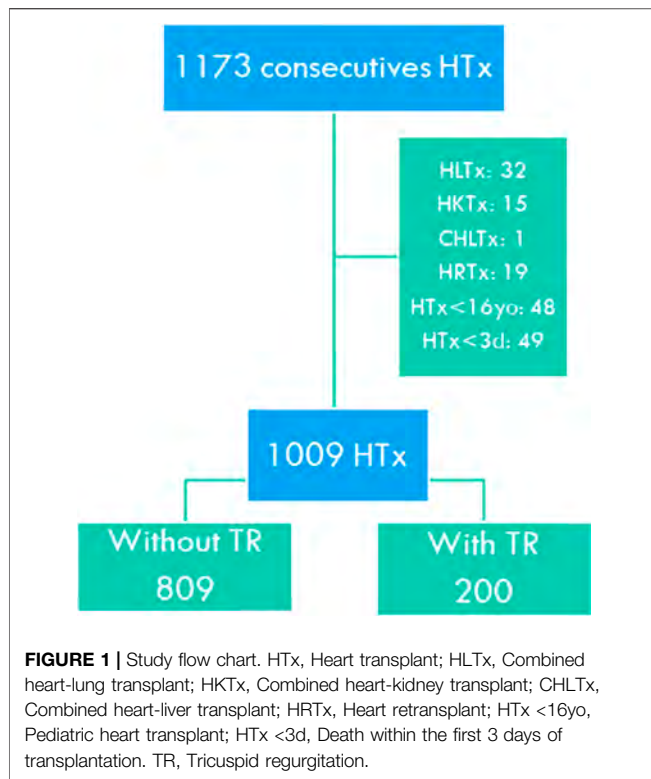 1173 consecutives HTx
HLTx: 32
HKTx: 15
CHLTx: 1
HRTx: 19
HTx<16yo: 48
HTx<3d: 49
1009 HTx
Without TR
809
With TR
200
FIGURE 1 | Study flow chart. HTx, Heart transplant; HLTx, Combined
heart-lung transplant; HKTx, Combined heart-kidney transplant; CHLTx,
Combined heart-liver transplant; HRTx, Heart retransplant; HTx <16yo,
Pediatric heart transplant; HTx <3d, Death within the first 3 days of
transplantation. TR, Tricuspid regurgitation.